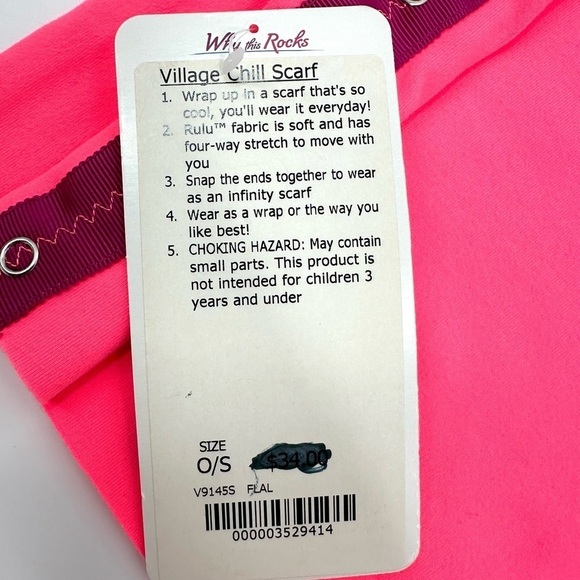 Why this Rocks
Village Chill Scarf
1. Wrap up in a scarf that's so
cool, you'll wear it everyday!
2. Rulu™ fabric is soft and has
four-way stretch to move with
you
3. Snap the ends together to wear
as an infinity scarf
4. Wear as a wrap or the way you
like best!
5. CHOKING HAZARD: May contain
small parts. This product is
not intended for children 3
years and under
SIZE
O/S $34.00
V9145S FLAL
000003529414